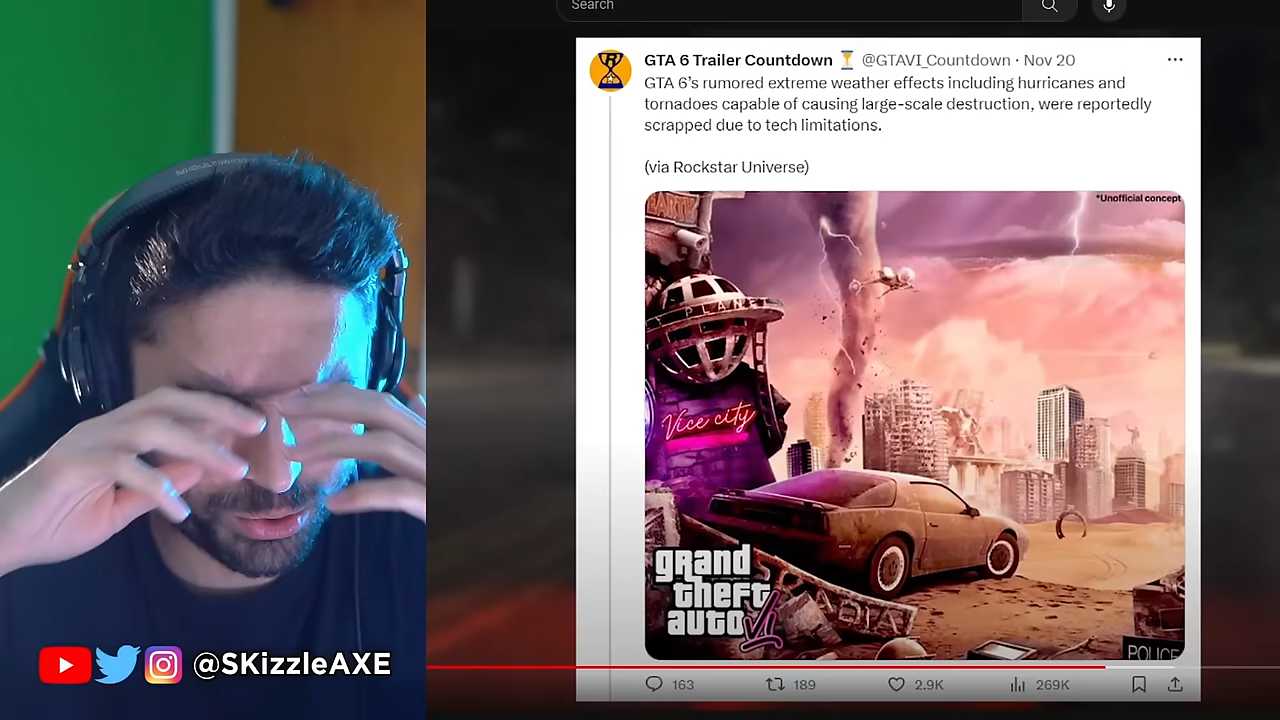 Search
GTA 6 Trailer Countdown ⏳ @GTAVI_Countdown · Nov 20
GTA 6’s rumored extreme weather effects including hurricanes and
tornadoes capable of causing large-scale destruction, were reportedly
scrapped due to tech limitations.
(via Rockstar Universe)
*Unofficial concept
EARTH
PLANET
Vice city
grand
theft
auto VI
POLICE
163 189 2.9K 269K
@SKizzleAXE